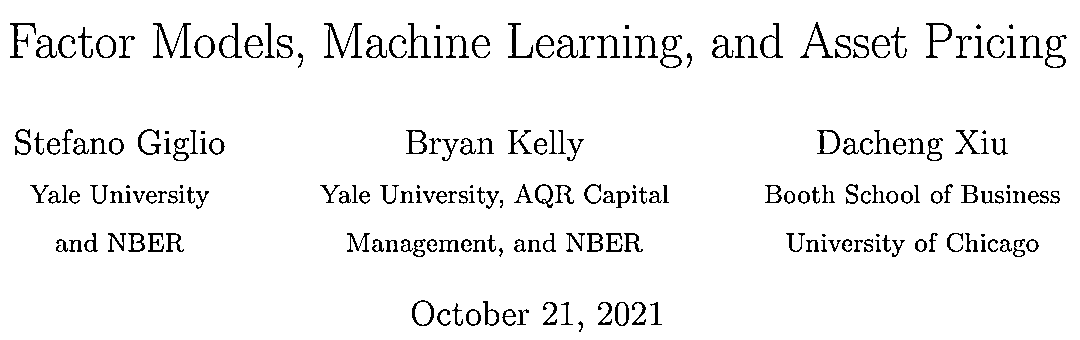 Factor Models, Machine Learning, and Asset Pricing
Stefano Giglio
Yale University
and NBER
Bryan Kelly
Yale University, AQR Capital
Management, and NBER
Dacheng Xiu
Booth School of Business
University of Chicago
October 21, 2021